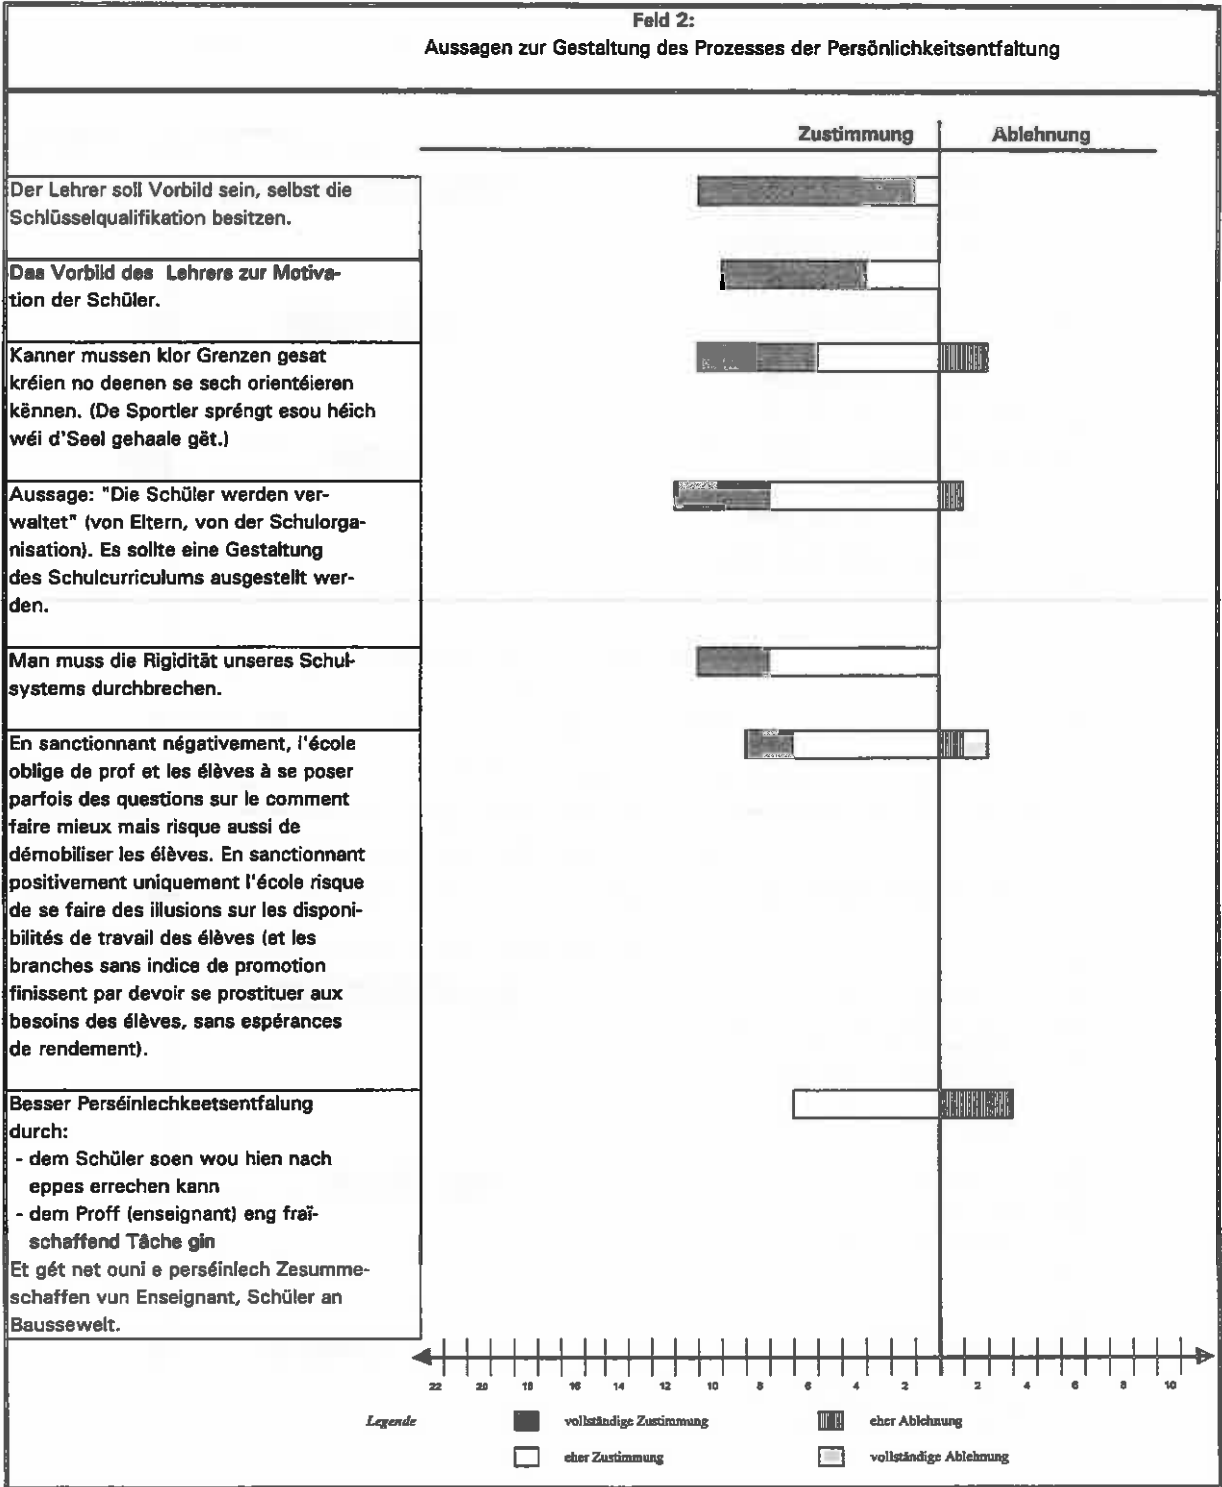 Feld 2:
Aussagen zur Gestaltung des Prozesses der Persönlichkeitsentfaltung
Zustimmung Ablehnung
Der Lehrer soll Vorbild sein, selbst die
Schlüsselqualifikation besitzen.
Das Vorbild des Lehrers zur Motiva-
tion der Schüler.
Kanner mussen klor Grenzen gesat
kréien no deenen se sech orientéieren
kënnen. (De Sportler spréngt esou héich
wéi d'Seel gehaale gët.)
Aussage: "Die Schüler werden ver-
waltet" (von Eltern, von der Schulorga-
nisation). Es sollte eine Gestaltung
des Schulcurriculums ausgestellt wer-
den.
Man muss die Rigidität unseres Schul-
systems durchbrechen.
En sanctionnant négativement, l'école
oblige de prof et les élèves à se poser
parfois des questions sur le comment
faire mieux mais risque aussi de
démobiliser les élèves. En sanctionnant
positivement uniquement l'école risque
de se faire des illusions sur les disponi-
bilités de travail des élèves (et les
branches sans indice de promotion
finissent par devoir se prostituer aux
besoins des élèves, sans espérances
de rendement).
Besser Perséinlechkeetsentfalung
durch:
- dem Schüler soen wou hien nach
eppes errechen kann
- dem Proff (enseignant) eng fraï-
schaffend Tâche gin
Et gét net ouni e perséinlech Zesumme-
schaffen vun Enseignant, Schüler an
Baussewelt.
22 20 18 16 14 12 10 8 6 4 2 2 4 6 8 10
Legende vollständige Zustimmung eher Ablehnung
eher Zustimmung vollständige Ablehnung